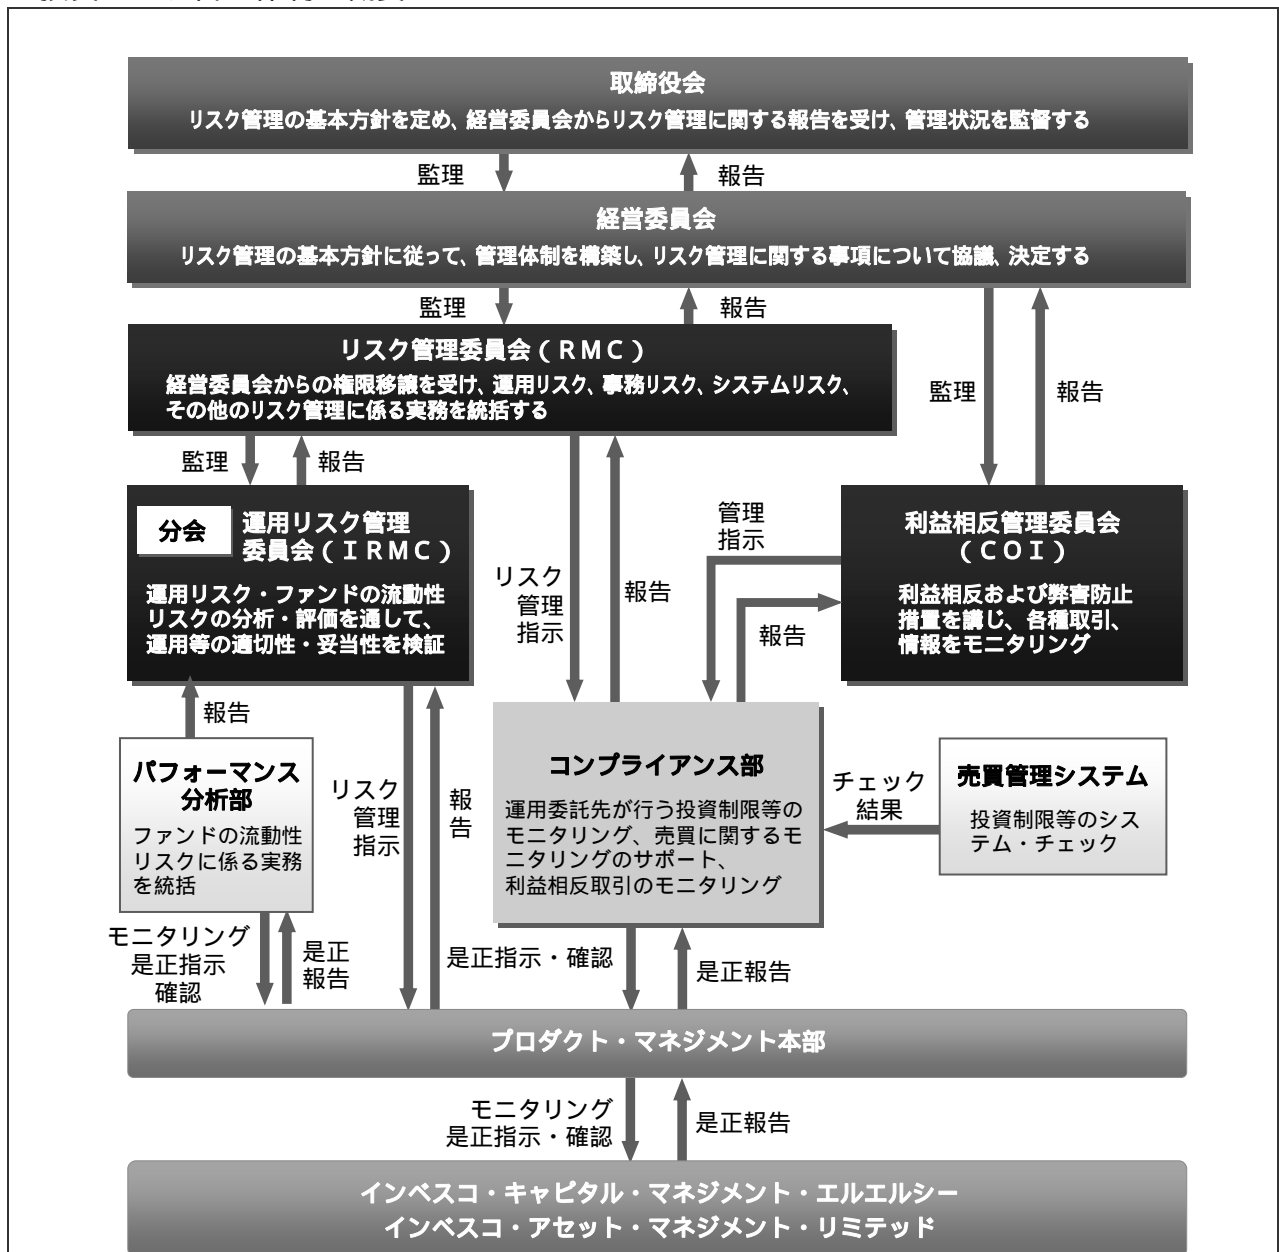 取締役会
リスク管理の基本方針を定め、経営委員会からリスク管理に関する報告を受け、管理状況を監督する
監理
報告
経営委員会
リスク管理の基本方針に従って、管理体制を構築し、リスク管理に関する事項について協議、決定する
監理
報告
リスク管理委員会(RMC)
経営委員会からの権限移譲を受け、運用リスク、事務リスク、システムリスク、
その他のリスク管理に係る実務を統括する
監理
報告
監理
報告
分会
運用リスク管理
委員会(IRMC)
運用リスク・ファンドの流動性
リスクの分析・評価を通して、
運用等の適切性・妥当性を検証
リスク
管理
指示
報告
管理
指示
報告
利益相反管理委員会
(COI)
利益相反および弊害防止
措置を講じ、各種取引、
情報をモニタリング
報告
パフォーマンス
分析部
ファンドの流動性
リスクに係る実務
を統括
リスク
管理
指示
報
告
コンプライアンス部
運用委託先が行う投資制限等の
モニタリング、売買に関するモ
ニタリングのサポート、
利益相反取引のモニタリング
チェック
結果
売買管理システム
投資制限等のシス
テム・チェック
モニタリング
是正指示
確認
是正
報告
是正指示・確認
是正報告
プロダクト・マネジメント本部
モニタリング
是正指示・確認
是正報告
インベスコ・キャピタル・マネジメント・エルエルシー
インベスコ・アセット・マネジメント・リミテッド